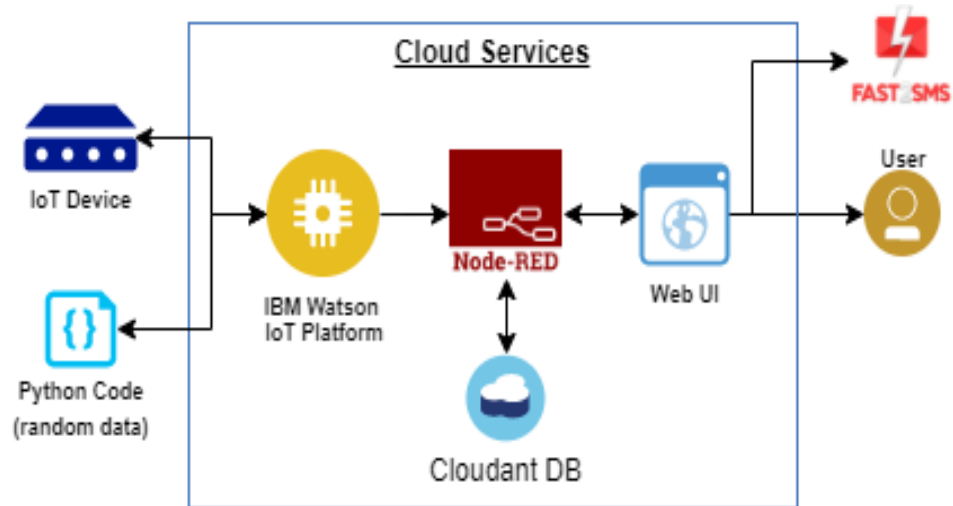 Cloud Services
FAST2SMS
IoT Device
User
Node-RED
IBM Watson
IoT Platform
Web UI
Python Code
(random data)
Cloudant DB